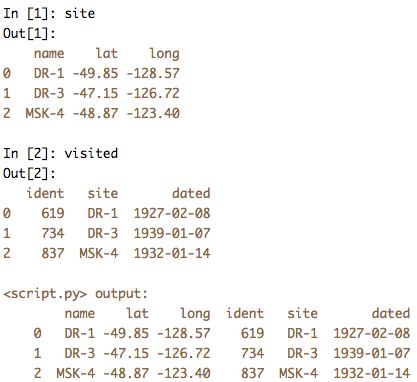 In [1]: site
Out[1]:
name lat long
0 DR-1 -49.85 -128.57
1 DR-3 -47.15 -126.72
2 MSK-4 -48.87 -123.40
In [2]: visited
Out[2]:
ident site dated
0 619 DR-1 1927-02-08
1 734 DR-3 1939-01-07
2 837 MSK-4 1932-01-14
<script.py> output:
name lat long ident site dated
0 DR-1 -49.85 -128.57 619 DR-1 1927-02-08
1 DR-3 -47.15 -126.72 734 DR-3 1939-01-07
2 MSK-4 -48.87 -123.40 837 MSK-4 1932-01-14